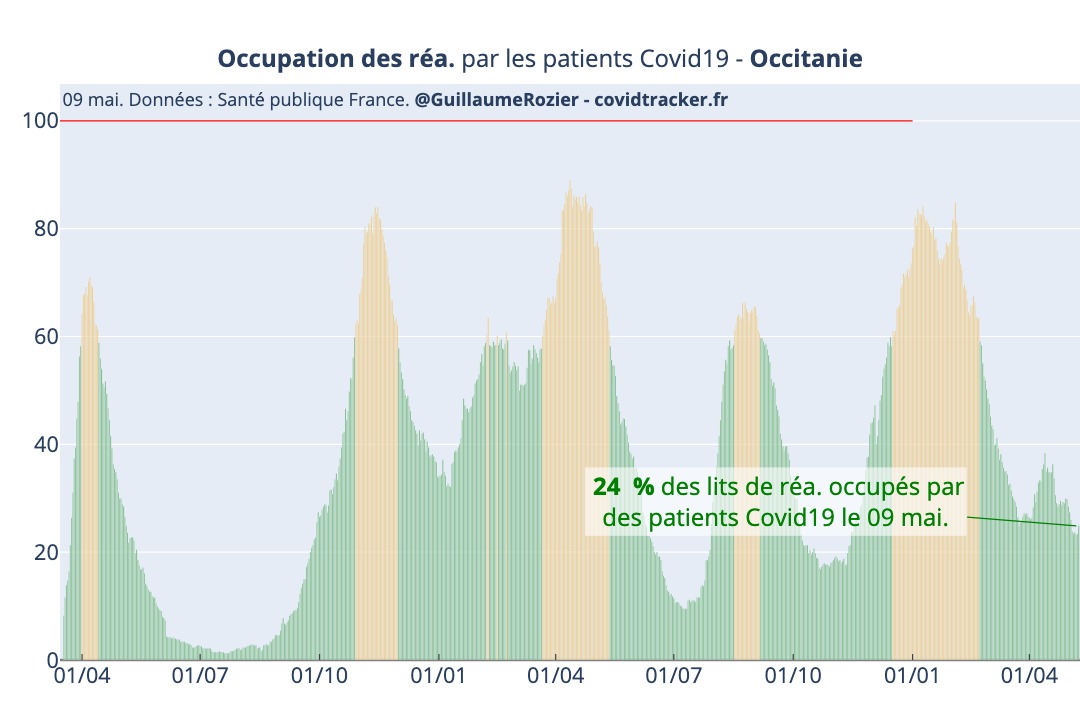 Occupation des réa. par les patients Covid19 - Occitanie
09 mai. Données : Santé publique France. @GuillaumeRozier - covidtracker.fr
100
80
60
40
24 % des lits de réa. occupés par
des patients Covid19 le 09 mai.
20
0
01/04 01/07 01/10 01/01 01/04 01/07 01/10 01/01 01/04